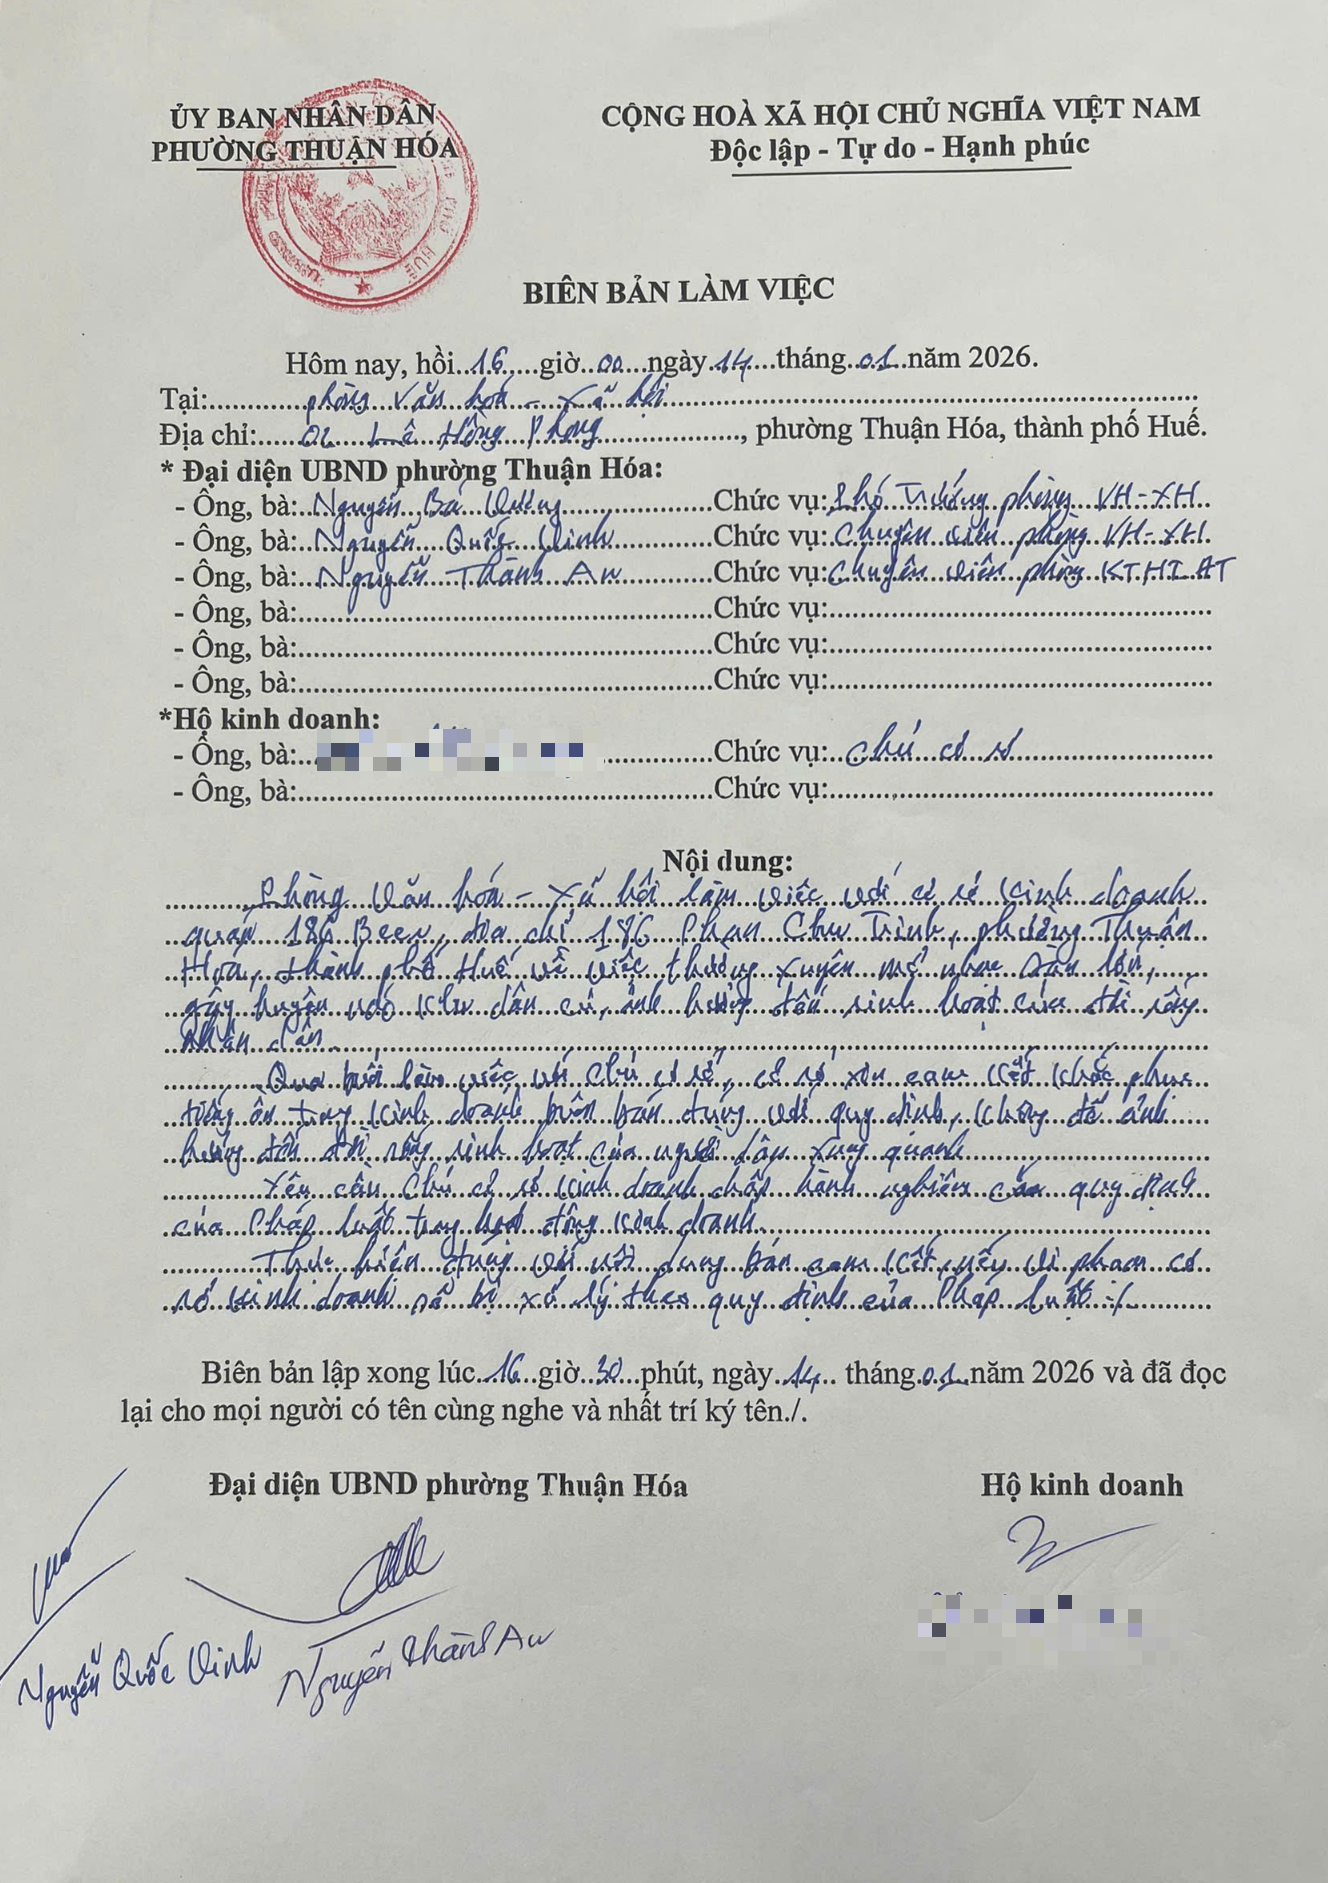 ỦY BAN NHÂN DÂN
PHƯỜNG THUẬN HÓA
CỘNG HOÀ XÃ HỘI CHỦ NGHĨA VIỆT NAM
Độc lập - Tự do - Hạnh phúc
HUẾ
BIÊN BẢN LÀM VIỆC
Hôm nay, hồi 16 giờ 00 ngày 14 tháng 01 năm 2026.
Tại: phòng Văn hoá - Xã hội
Địa chỉ: 02 Lê Hồng Phong, phường Thuận Hóa, thành phố Huế.
* Đại diện UBND phường Thuận Hóa:
- Ông, bà: Nguyễn Bá Vương Chức vụ: Phó Trưởng phòng VH-XH
- Ông, bà: Nguyễn Quốc Vinh Chức vụ: Chuyên viên phòng VH-XH
- Ông, bà: Nguyễn Thành An Chức vụ: Chuyên viên phòng KT, HT, ĐT
- Ông, bà: Chức vụ:
- Ông, bà: Chức vụ:
- Ông, bà: Chức vụ:
*Hộ kinh doanh:
- Ông, bà: Chức vụ: Chủ cơ sở
- Ông, bà: Chức vụ:
Nội dung:
Phòng Văn hóa - Xã hội làm việc với cơ sở kinh doanh
quán 186 Beer, địa chỉ 186 Phan Chu Trinh, phường Thuận
Hoá, thành phố Huế về việc thường xuyên mở nhạc sàn lớn,
gây huyên náo khu dân cư, ảnh hưởng đến sinh hoạt của đời sống
nhân dân.
Qua buổi làm việc với Chủ cơ sở, cơ sở xin cam kết khắc phục
tiếng ồn trong kinh doanh buôn bán đúng với quy định, không để ảnh
hưởng đến đời sống sinh hoạt của người dân xung quanh
Yêu cầu Chủ cơ sở kinh doanh chấp hành nghiêm các quy định
của Pháp luật trong hoạt động kinh doanh.
Thực hiện đúng với nội dung bản cam kết, nếu vi phạm cơ
sở kinh doanh sẽ bị xử lý theo quy định của Pháp luật ./.
Biên bản lập xong lúc 16 giờ 30 phút, ngày 14 tháng 01 năm 2026 và đã đọc
lại cho mọi người có tên cùng nghe và nhất trí ký tên./.
Đại diện UBND phường Thuận Hóa
Hộ kinh doanh
Nguyễn Quốc Vinh
Nguyễn Thành An